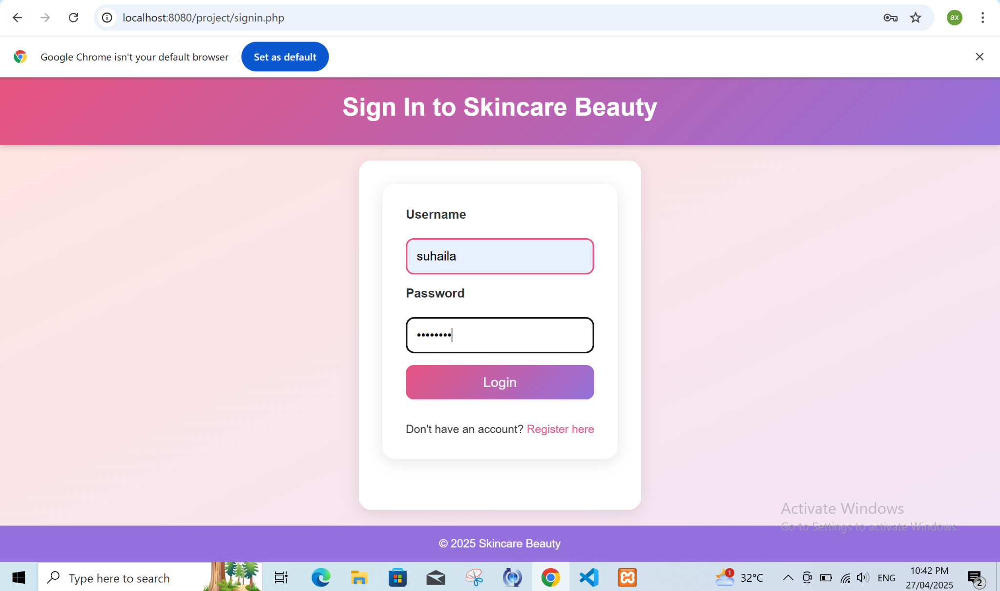 localhost:8080/project/signin.php
ax
Google Chrome isn't your default browser
Set as default
Sign In to Skincare Beauty
Username
suhaila
Password
••••••••
Login
Don't have an account? Register here
Activate Windows
Go to Settings to activate Windows.
© 2025 Skincare Beauty
Type here to search
1
32°C
ENG
10:42 PM
27/04/2025
2